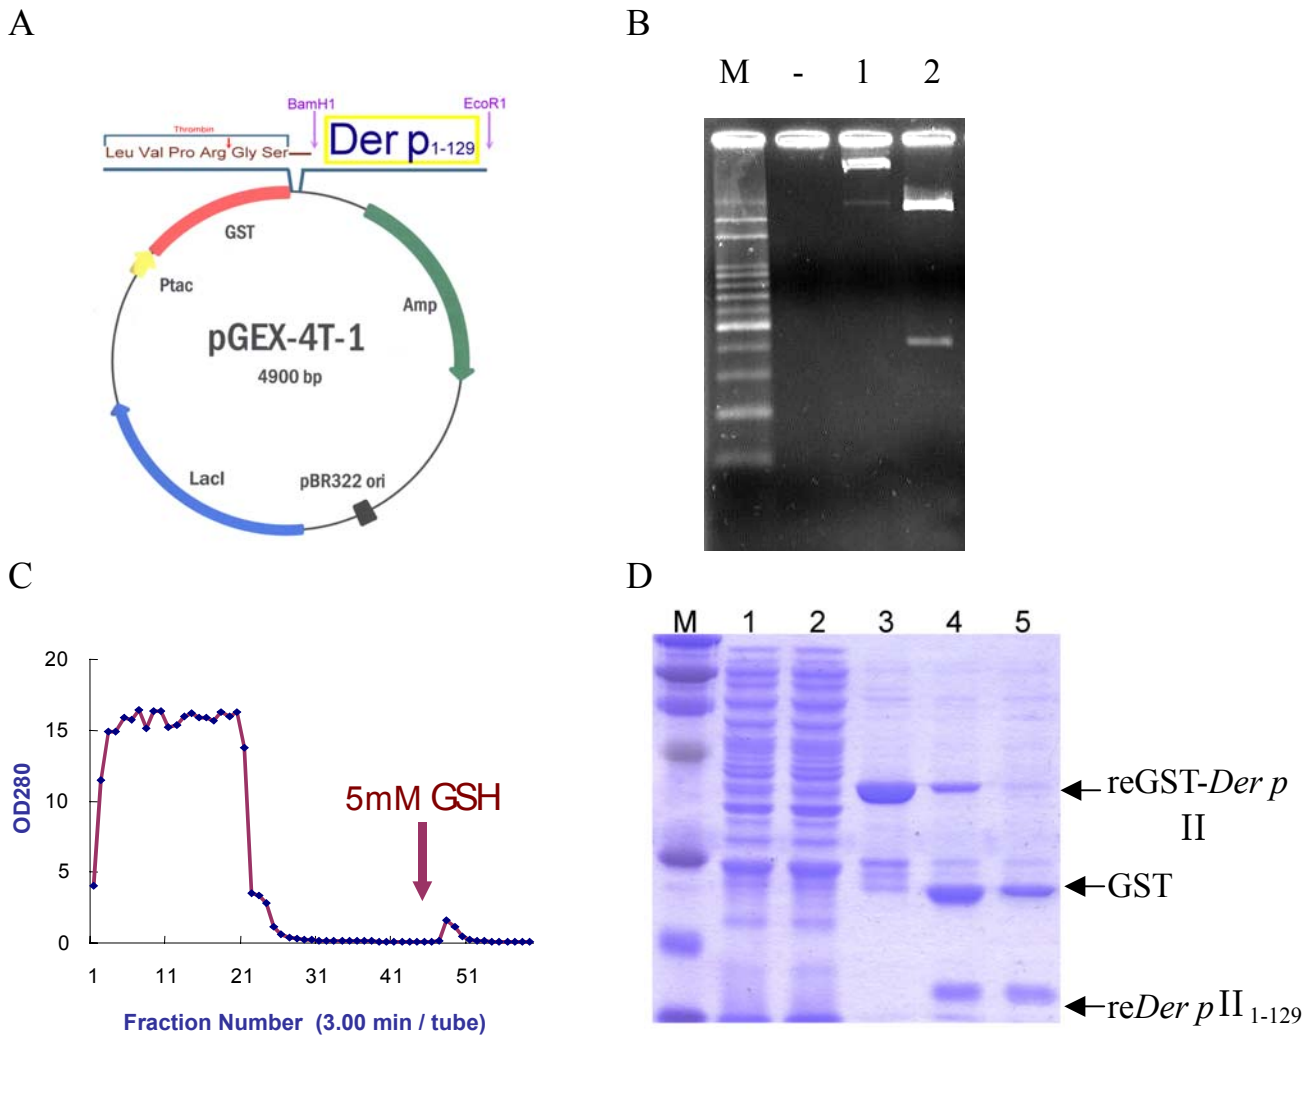 A
BamH1
EcoR1
Thrombin
Leu Val Pro Arg Gly Ser
Der p1-129
GST
Ptac
Amp
pGEX-4T-1
4900 bp
LacI
pBR322 ori
B
M - 1 2
C
20
15
10
5
0
OD280
5mM GSH
1 11 21 31 41 51
Fraction Number (3.00 min / tube)
D
M 1 2 3 4 5
reGST-Der p
II
GST
reDer p II 1-129